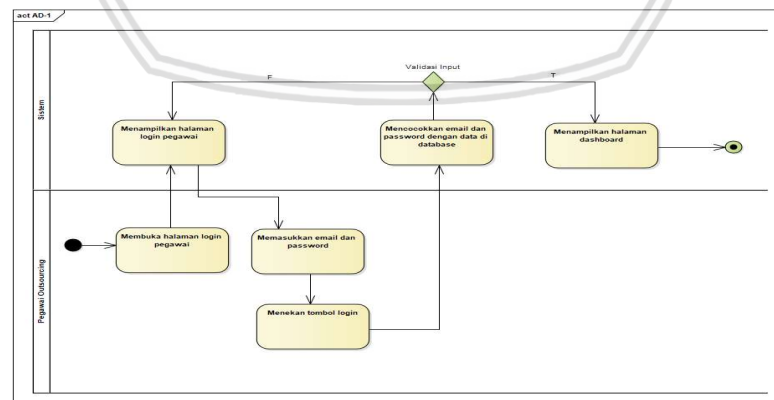 act AD-1
Sistem
Validasi Input
F
T
Menampilkan halaman
login pegawai
Mencocokkan email dan
password dengan data di
database
Menampilkan halaman
dashboard
Pegawai Outsourcing
Membuka halaman login
pegawai
Memasukkan email dan
password
Menekan tombol login